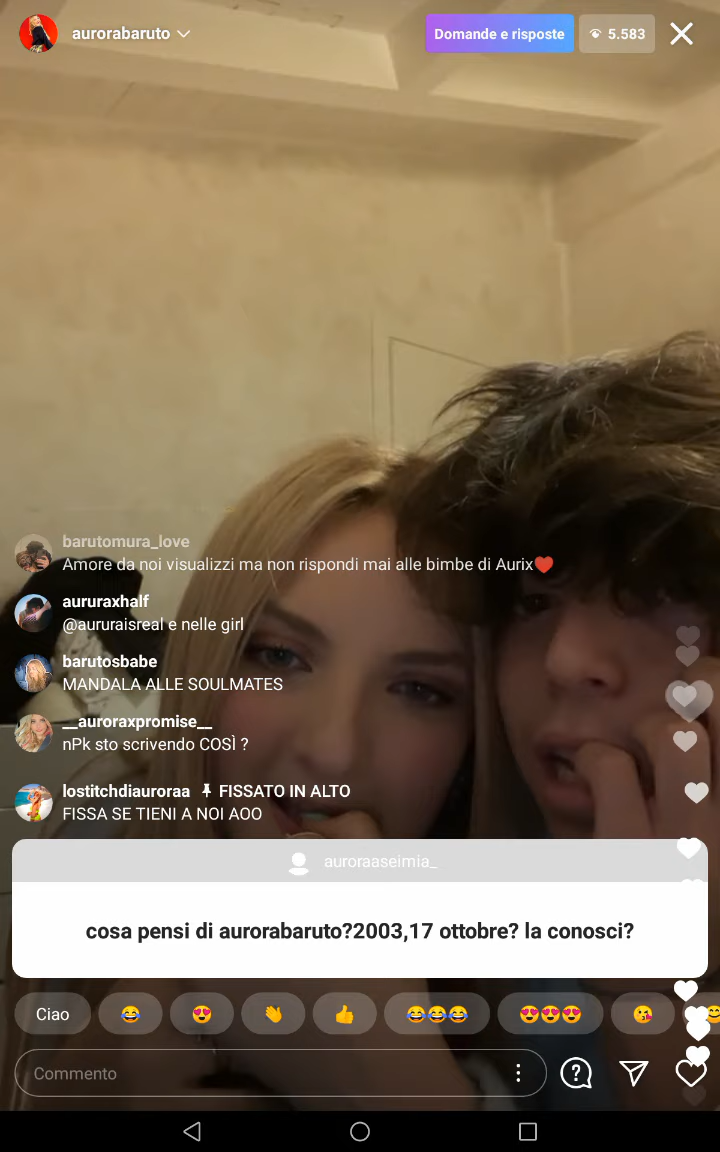 aurorabaruto
Domande e risposte
5.583
barutomura_love
Amore da noi visualizzi ma non rispondi mai alle bimbe di Aurix❤️
aururaxhalf
@aururaisreal e nelle girl
barutosbabe
MANDALA ALLE SOULMATES
__auroraxpromise__
nPk sto scrivendo COSÌ ?
lostitchdiauroraa 📌 FISSATO IN ALTO
FISSA SE TIENI A NOI AOO
auroraaseimia_
cosa pensi di aurorabaruto?2003,17 ottobre? la conosci?
Ciao
Commento